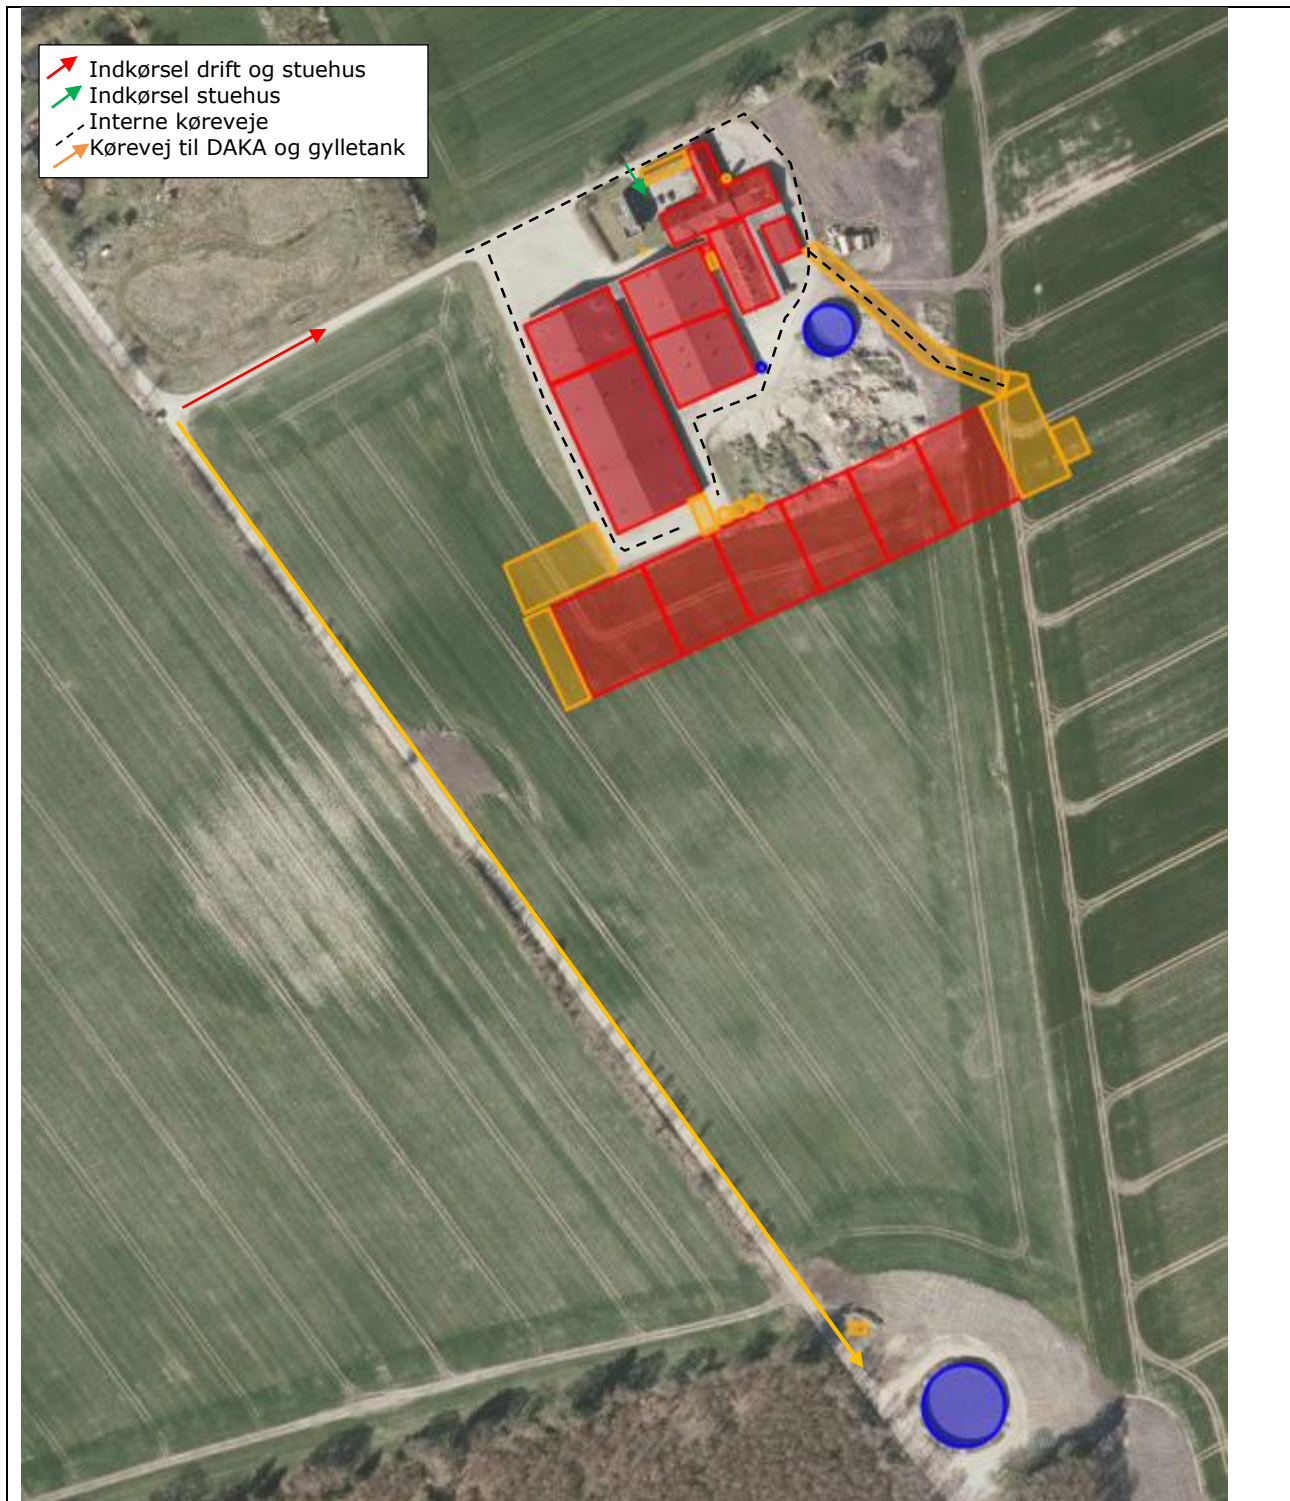 Indkørsel drift og stuehus
Indkørsel stuehus
Interne køreveje
Kørevej til DAKA og gylletank